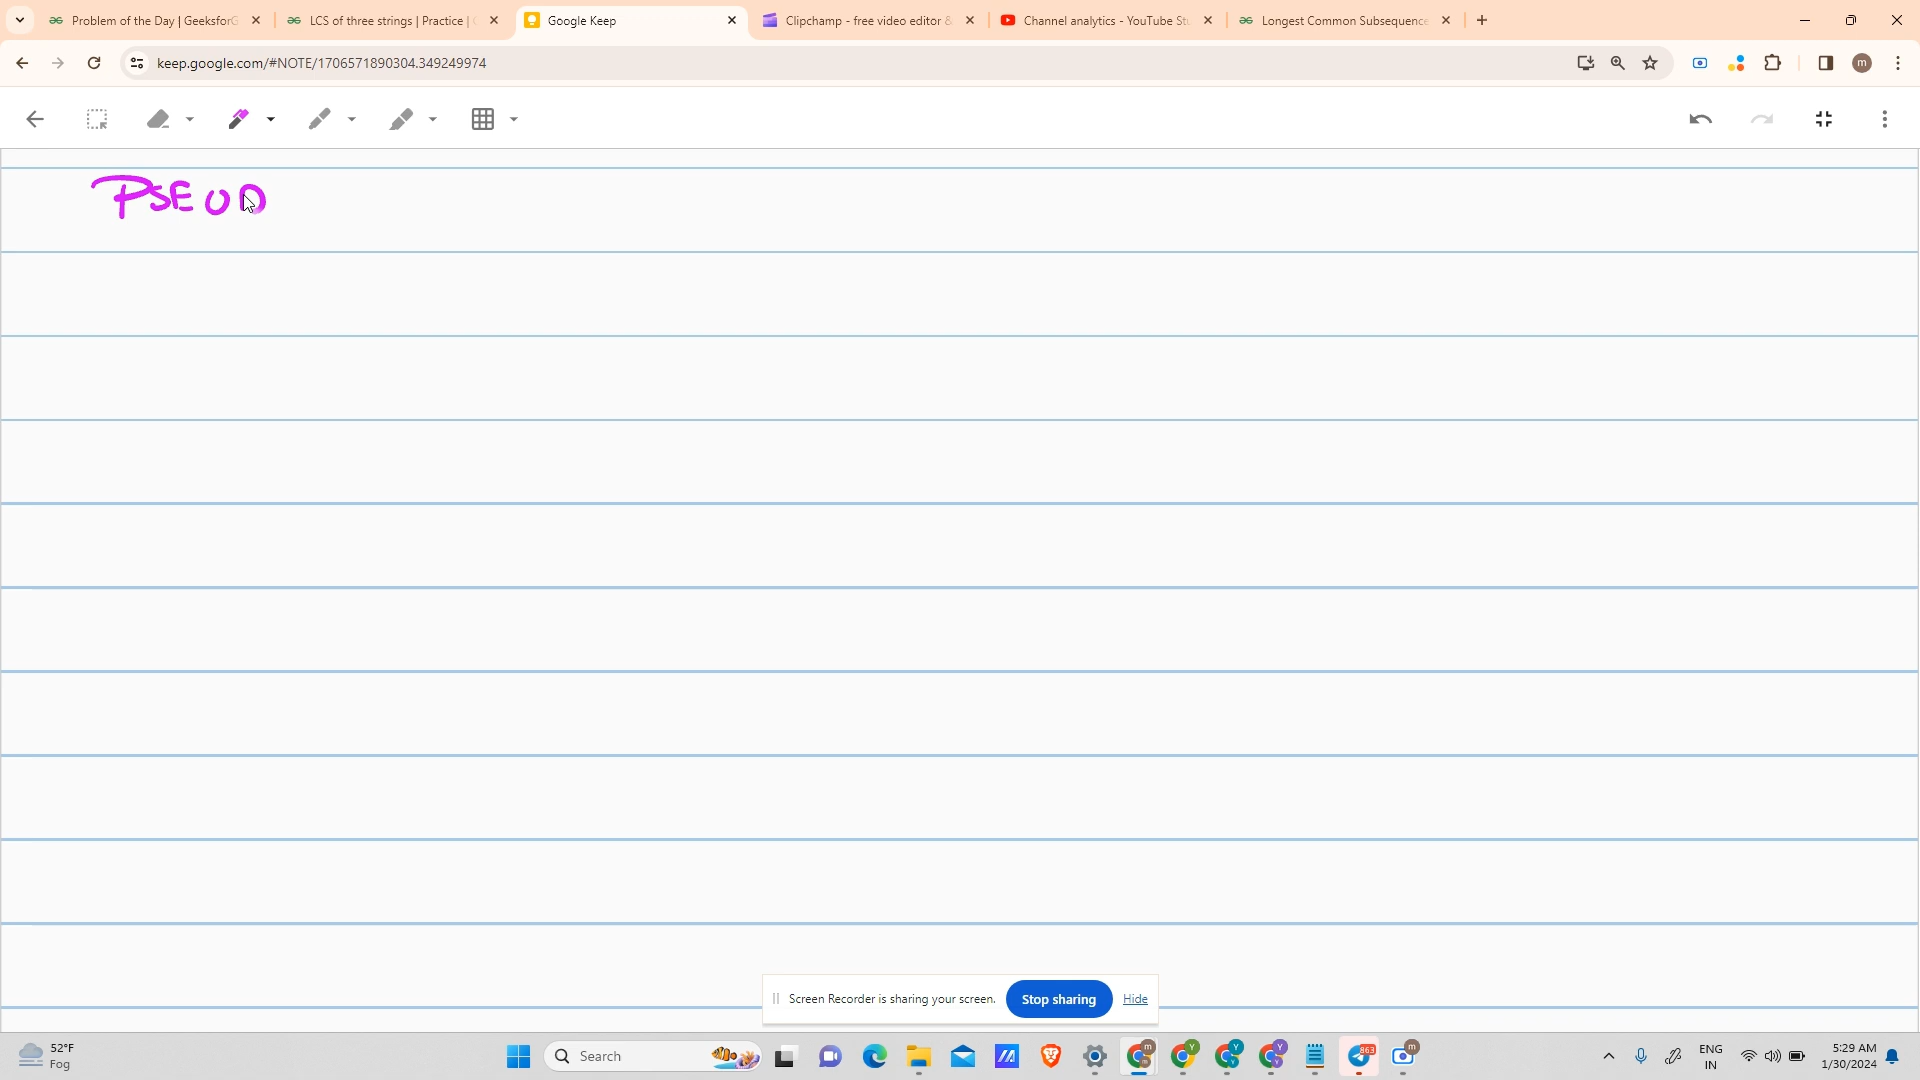 Problem of the Day | GeeksforG
LCS of three strings | Practice |
Google Keep
Clipchamp - free video editor &
Channel analytics - YouTube St
Longest Common Subsequence
keep.google.com/#NOTE/1706571890304.349249974
m
PSEUD
Screen Recorder is sharing your screen.
Stop sharing
Hide
52°F
Fog
Search
m
Y
Y
Y
863
m
ENG
IN
5:29 AM
1/30/2024